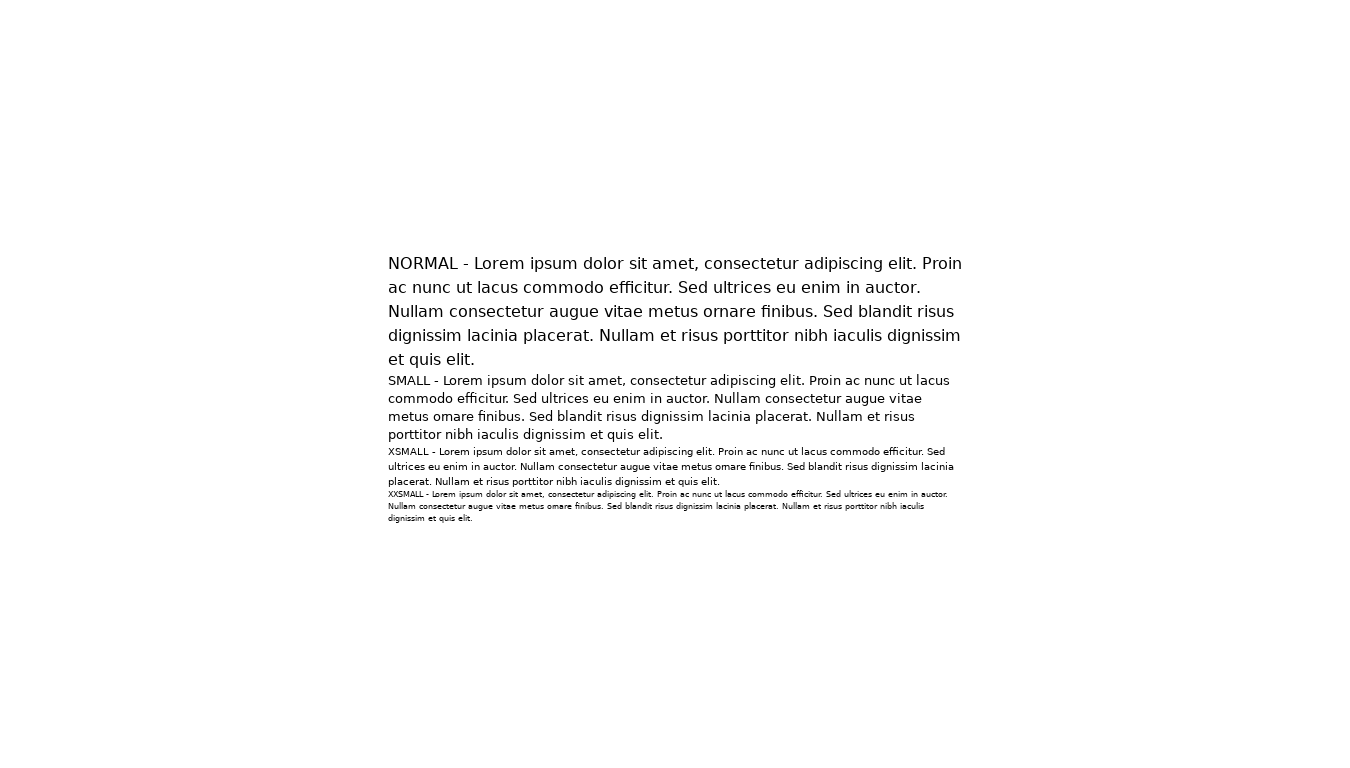 NORMAL - Lorem ipsum dolor sit amet, consectetur adipiscing elit. Proin
ac nunc ut lacus commodo efficitur. Sed ultrices eu enim in auctor.
Nullam consectetur augue vitae metus ornare finibus. Sed blandit risus
dignissim lacinia placerat. Nullam et risus porttitor nibh iaculis dignissim
et quis elit.
SMALL - Lorem ipsum dolor sit amet, consectetur adipiscing elit. Proin ac nunc ut lacus
commodo efficitur. Sed ultrices eu enim in auctor. Nullam consectetur augue vitae
metus ornare finibus. Sed blandit risus dignissim lacinia placerat. Nullam et risus
porttitor nibh iaculis dignissim et quis elit.
XSMALL - Lorem ipsum dolor sit amet, consectetur adipiscing elit. Proin ac nunc ut lacus commodo efficitur. Sed
ultrices eu enim in auctor. Nullam consectetur augue vitae metus ornare finibus. Sed blandit risus dignissim lacinia
placerat. Nullam et risus porttitor nibh iaculis dignissim et quis elit.
XXSMALL - Lorem ipsum dolor sit amet, consectetur adipiscing elit. Proin ac nunc ut lacus commodo efficitur. Sed ultrices eu enim in auctor.
Nullam consectetur augue vitae metus ornare finibus. Sed blandit risus dignissim lacinia placerat. Nullam et risus porttitor nibh iaculis
dignissim et quis elit.